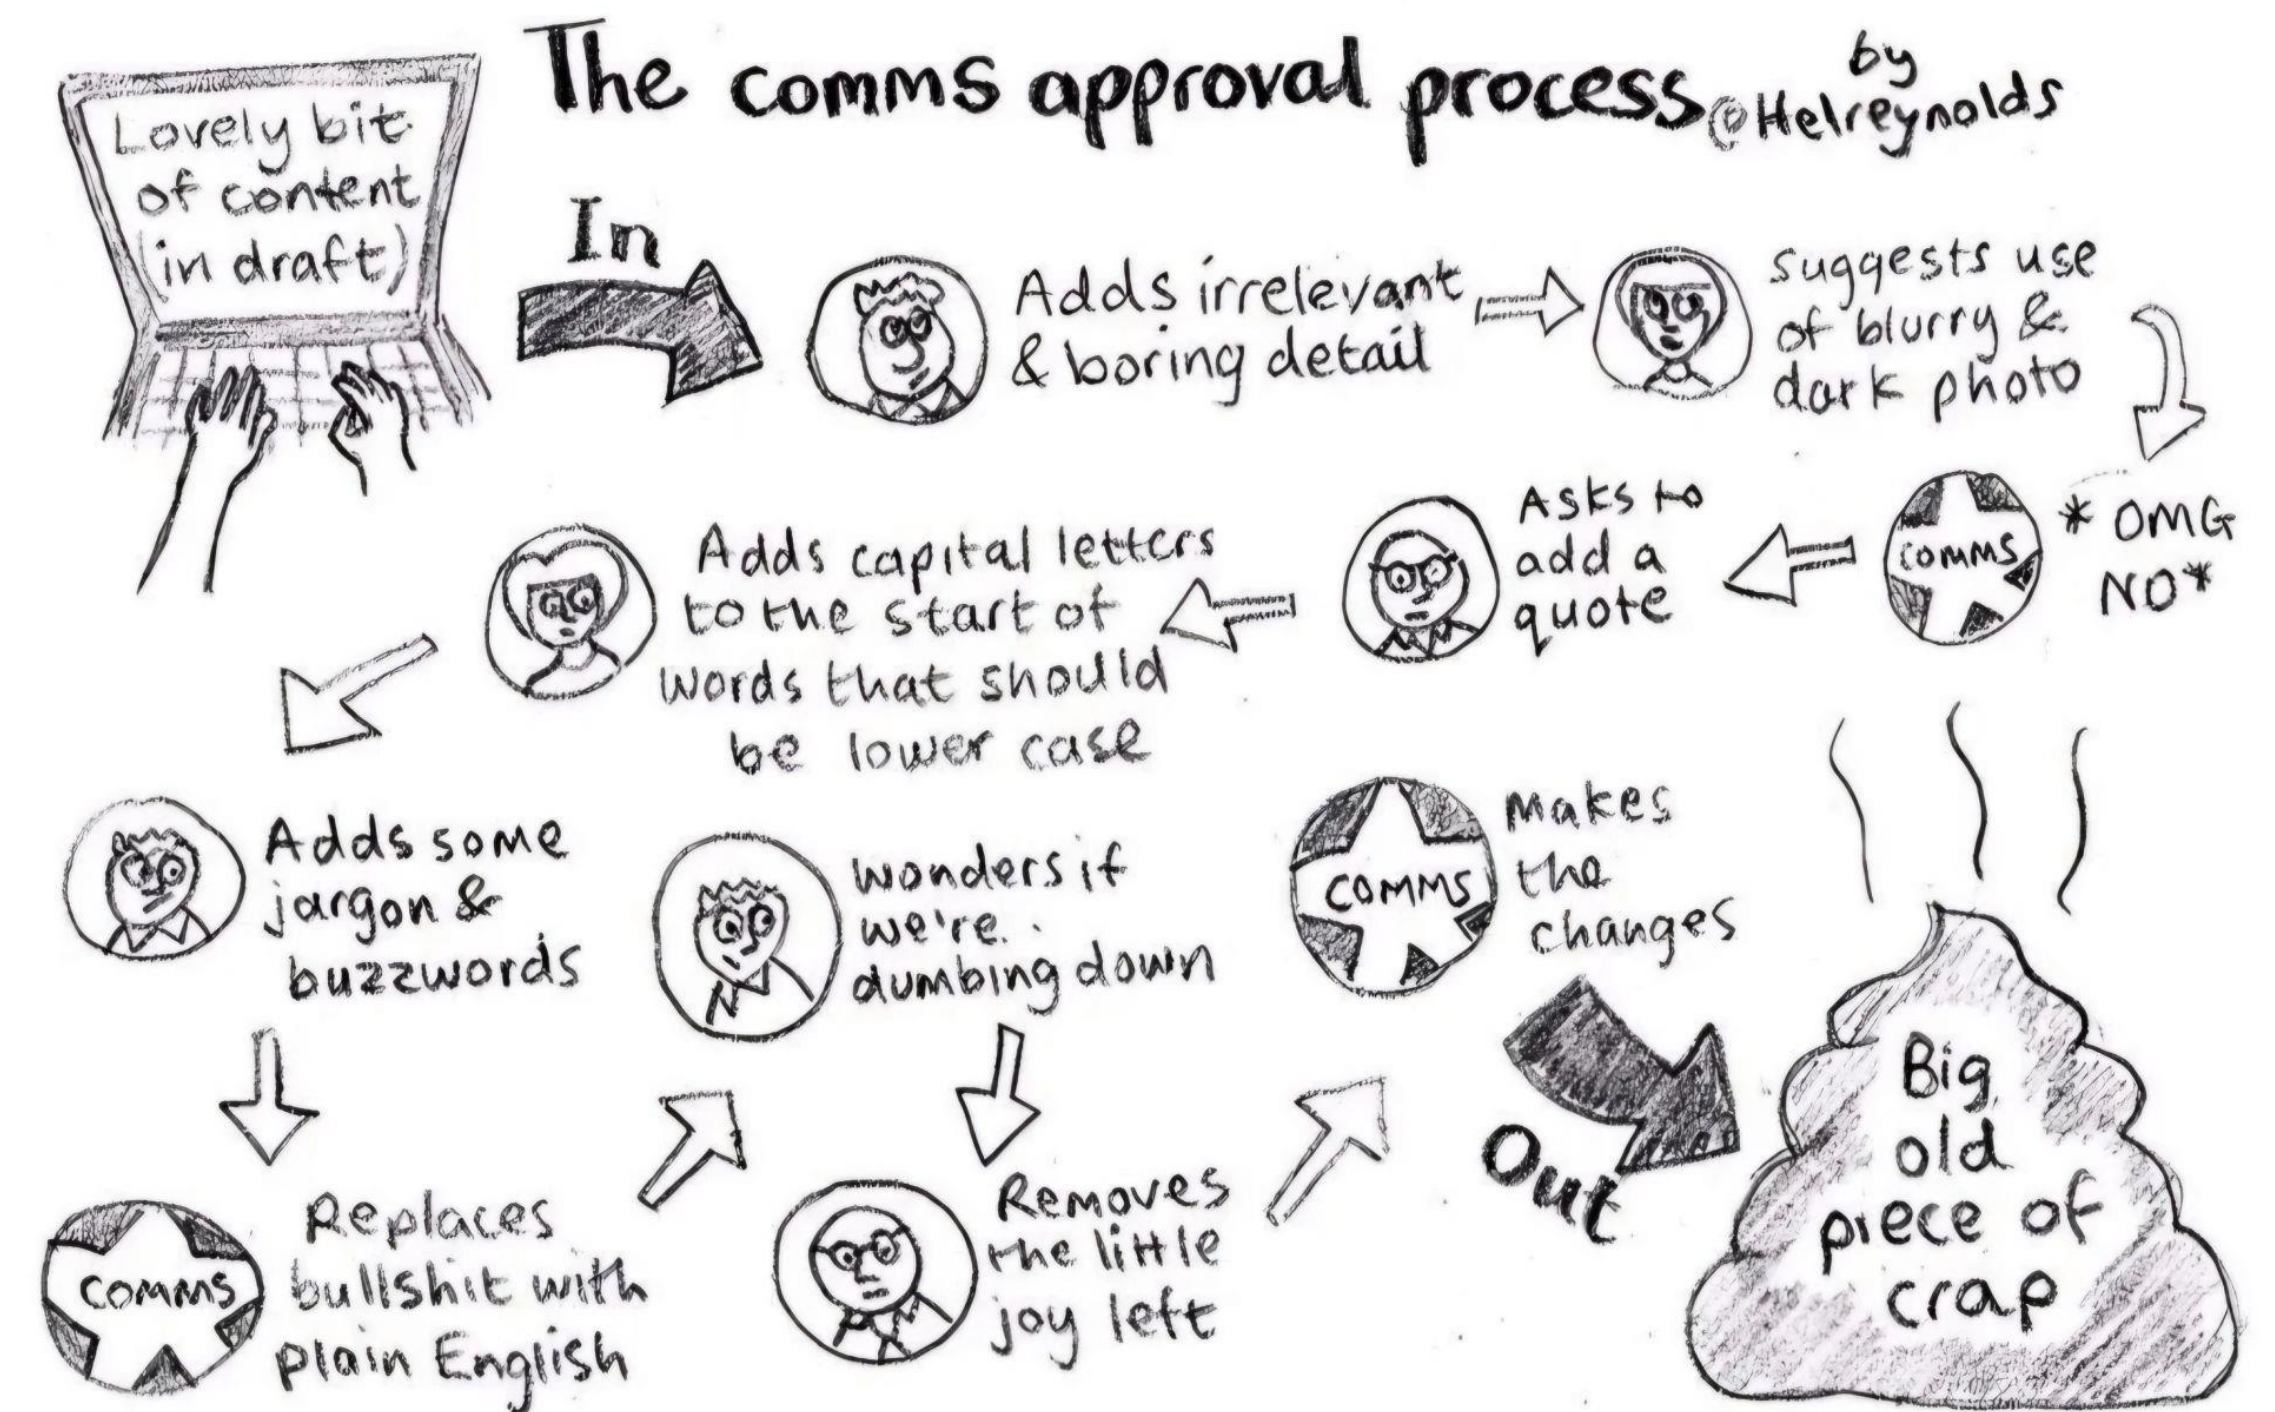 The comms approval process
by
@Helreynolds
Lovely bit
of content
(in draft)
In
Adds irrelevant
& boring detail
suggests use
of blurry &
dark photo
comms
* OMG
NO*
Asks to
add a
quote
Adds capital letters
to the start of
words that should
be lower case
Adds some
jargon &
buzzwords
comms
Replaces
bullshit with
plain English
wonders if
we're
dumbing down
Removes
the little
joy left
comms
Makes
the
changes
Out
Big
old
piece of
crap